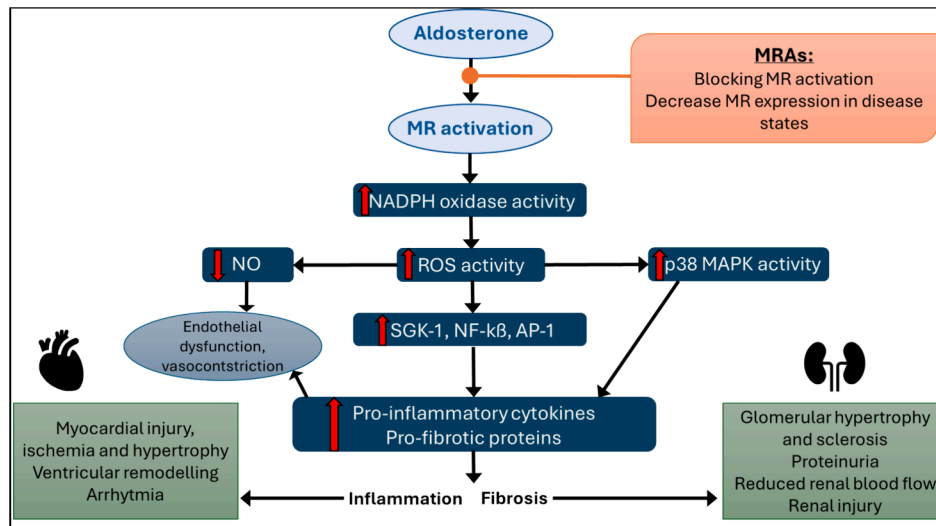 Aldosterone
MRAs:
Blocking MR activation
Decrease MR expression in disease
states
MR activation
NADPH oxidase activity
NO
ROS activity
p38 MAPK activity
Endothelial
dysfunction,
vasocontstriction
SGK-1, NF-kß, AP-1
Pro-inflammatory cytokines
Pro-fibrotic proteins
Myocardial injury,
ischemia and hypertrophy
Ventricular remodelling
Arrhytmia
Inflammation Fibrosis
Glomerular hypertrophy
and sclerosis
Proteinuria
Reduced renal blood flow
Renal injury